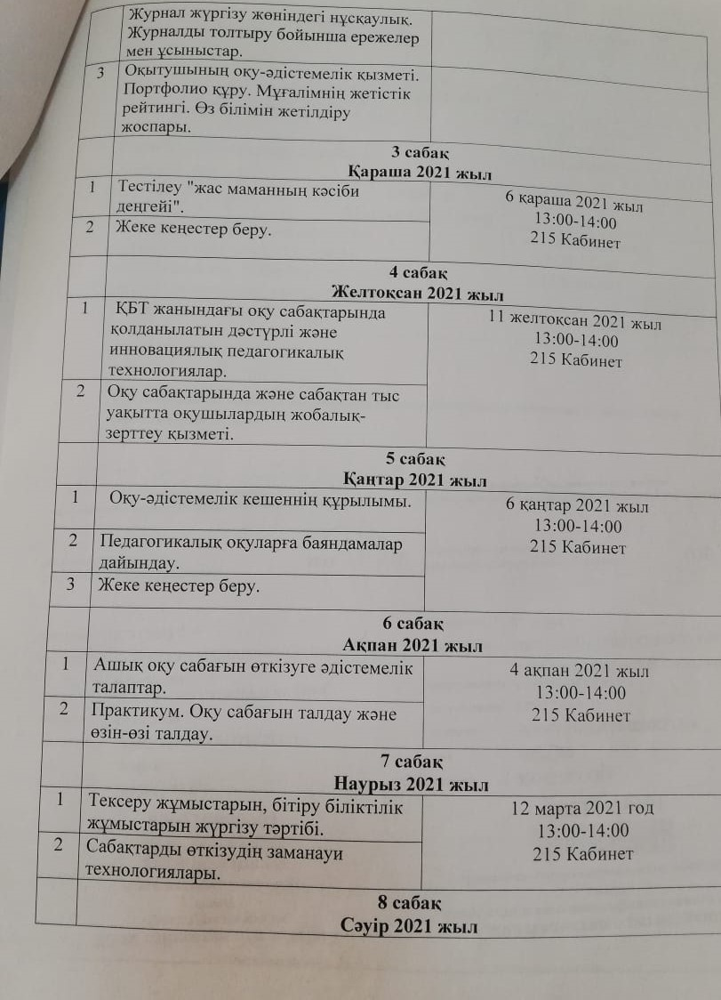 Журнал жүргізу жөніндегі нұсқаулық.
Журналды толтыру бойынша ережелер
мен ұсыныстар.
3 Оқытушының оқу-әдістемелік қызметі.
Портфолио құру. Мұғалімнің жетістік
рейтингі. Өз білімін жетілдіру
жоспары.
3 сабақ
Қараша 2021 жыл
1 Тестілеу "жас маманның кәсіби
деңгейі".
6 қараша 2021 жыл
13:00-14:00
215 Кабинет
2 Жеке кеңестер беру.
4 сабақ
Желтоқсан 2021 жыл
1 ҚБТ жанындағы оқу сабақтарында
қолданылатын дәстүрлі және
инновациялық педагогикалық
технологиялар.
11 желтоқсан 2021 жыл
13:00-14:00
215 Кабинет
2 Оқу сабақтарында және сабақтан тыс
уақытта оқушылардың жобалық-
зерттеу қызметі.
5 сабақ
Қаңтар 2021 жыл
1 Оқу-әдістемелік кешеннің құрылымы.
6 қаңтар 2021 жыл
13:00-14:00
215 Кабинет
2 Педагогикалық оқуларға баяндамалар
дайындау.
3 Жеке кеңестер беру.
6 сабақ
Ақпан 2021 жыл
1 Ашық оқу сабағын өткізуге әдістемелік
талаптар.
4 ақпан 2021 жыл
13:00-14:00
215 Кабинет
2 Практикум. Оқу сабағын талдау және
өзін-өзі талдау.
7 сабақ
Наурыз 2021 жыл
1 Тексеру жұмыстарын, бітіру біліктілік
жұмыстарын жүргізу тәртібі.
12 марта 2021 год
13:00-14:00
215 Кабинет
2 Сабақтарды өткізудің заманауи
технологиялары.
8 сабақ
Сәуір 2021 жыл